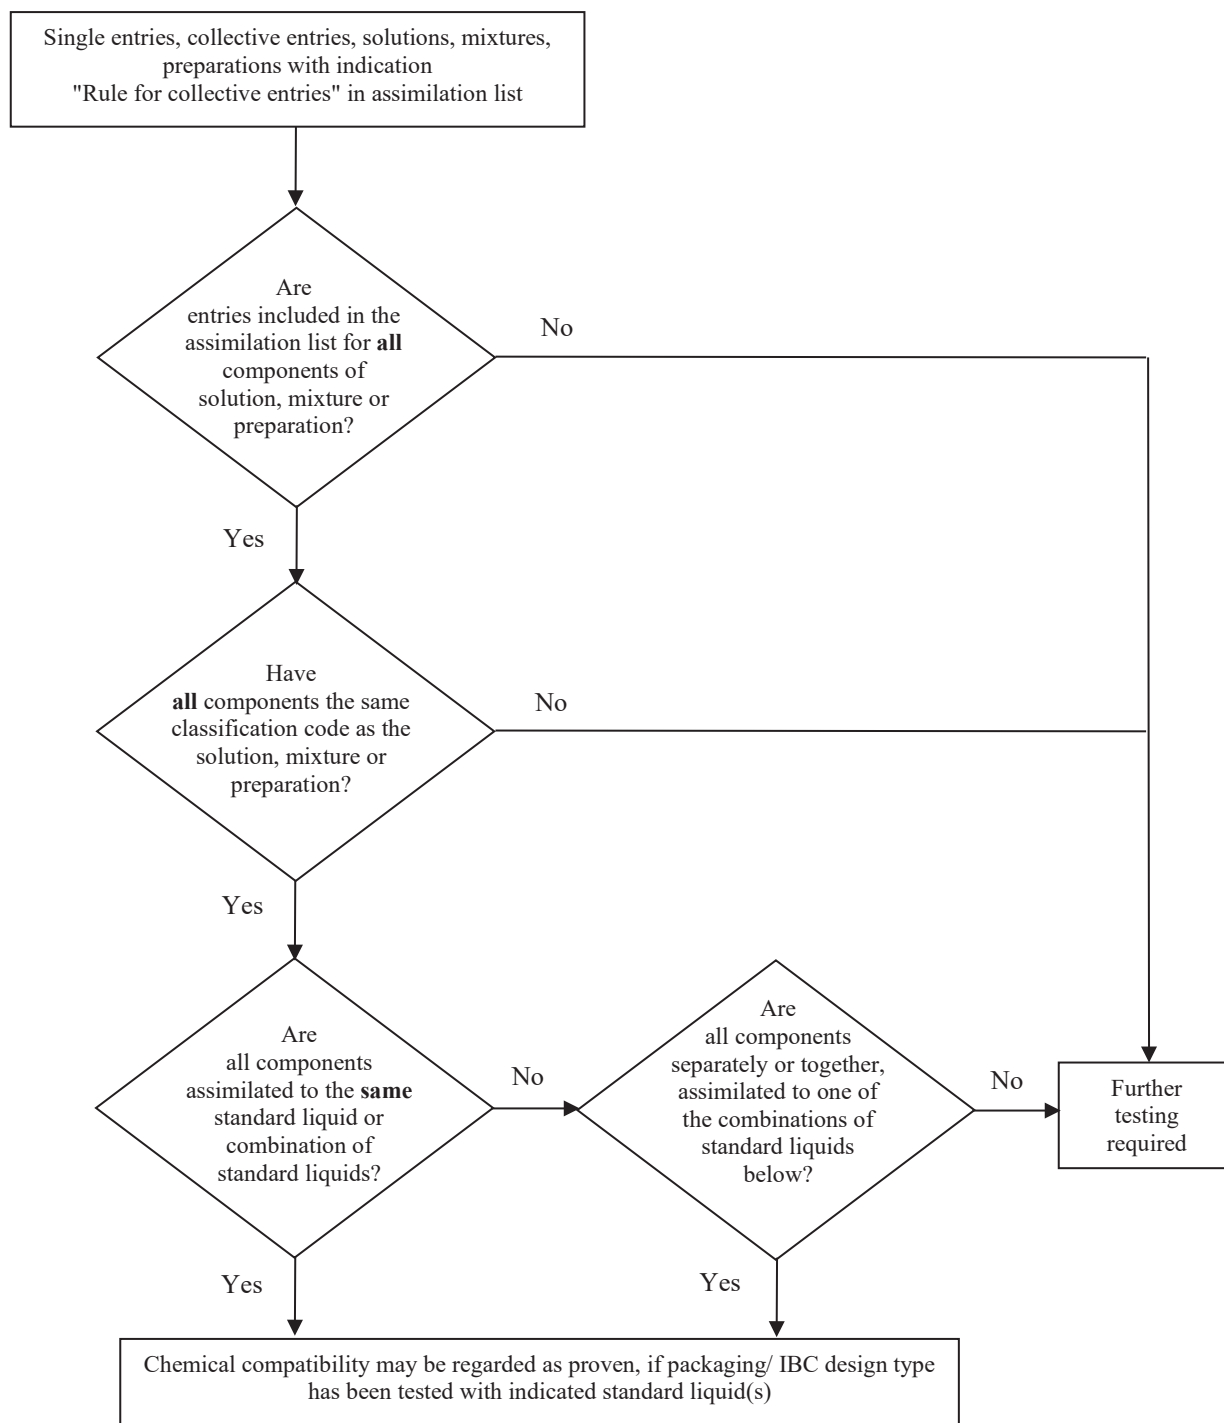 Single entries, collective entries, solutions, mixtures,
preparations with indication
"Rule for collective entries" in assimilation list
Are
entries included in the
assimilation list for all
components of
solution, mixture or
preparation?
No
Yes
Have
all components the same
classification code as the
solution, mixture or
preparation?
No
Yes
Are
all components
assimilated to the same
standard liquid or
combination of
standard liquids?
No
Are
all components
separately or together,
assimilated to one of
the combinations of
standard liquids
below?
No
Further
testing
required
Yes
Yes
Chemical compatibility may be regarded as proven, if packaging/ IBC design type
has been tested with indicated standard liquid(s)